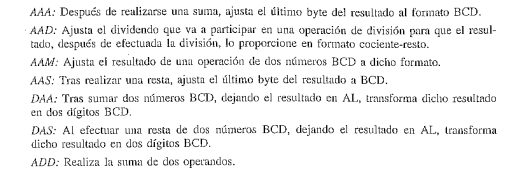 AAA: Después de realizarse una suma, ajusta el último byte del resultado al formato BCD.
AAD: Ajusta el dividendo que va a participar en una operación de división para que el resul-
tado, después de efectuada la división, lo proporcione en formato cociente-resto.
AAM: Ajusta el resultado de una operación de dos números BCD a dicho formato.
AAS: Tras realizar una resta, ajusta el último byte del resultado a BCD.
DAA: Tras sumar dos números BCD, dejando el resultado en AL, transforma dicho resultado
en dos dígitos BCD.
DAS: Al efectuar una resta de dos números BCD, dejando el resultado en AL, transforma
dicho resultado en dos dígitos BCD.
ADD: Realiza la suma de dos operandos.